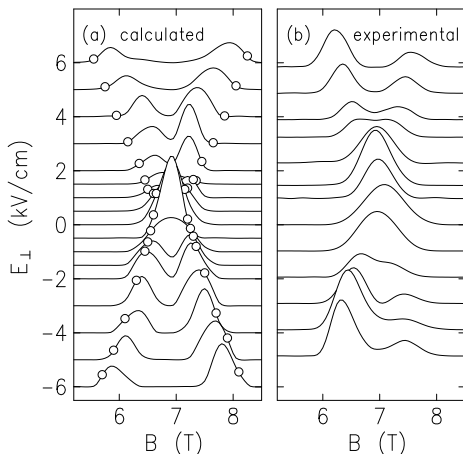 (a) calculated
(b) experimental
6
4
2
0
−2
−4
−6
E⊥ (kV/cm)
6 7 8
6 7 8
B (T)
B (T)